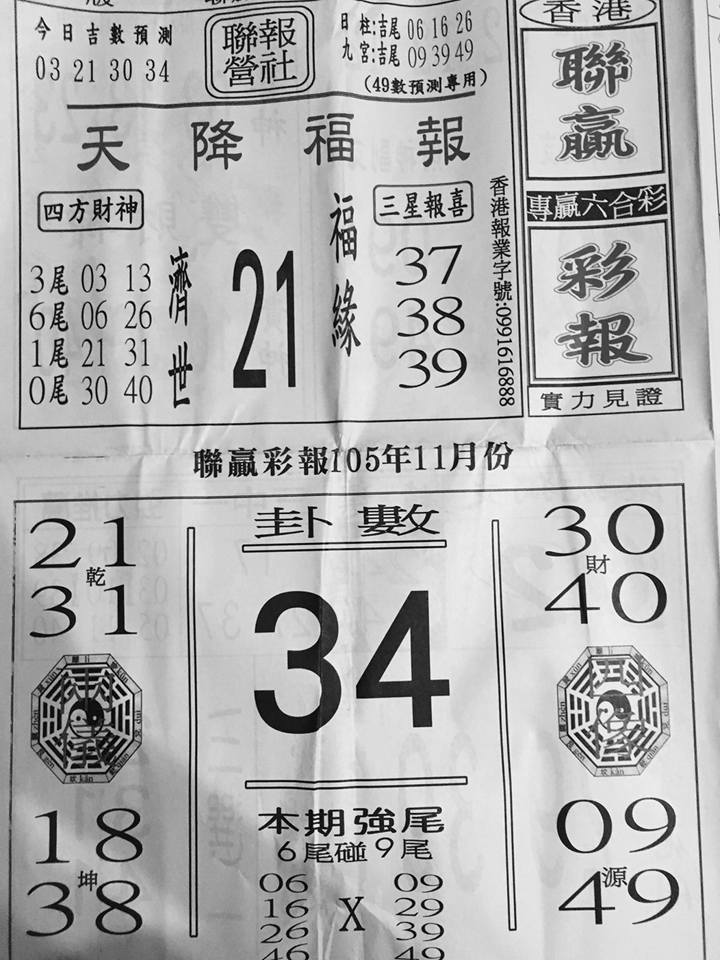 今日吉數預測
03 21 30 34
聯報
營社
日柱:吉尾 06 16 26
九宮:吉尾 09 39 49
(49數預測專用)
天降福報
四方財神
3尾 03 13
6尾 06 26
1尾 21 31
0尾 30 40
濟世
21
福緣
三星報喜
37
38
39
香港報業字號:0991616888
香港
聯贏
專贏六合彩
彩報
實力見證
聯贏彩報105年11月份
21
乾
31
卦數
34
30
財
40
18
坤
38
本期強尾
6尾碰9尾
06 09
16 29
X
26 39
46 49
09
源
49